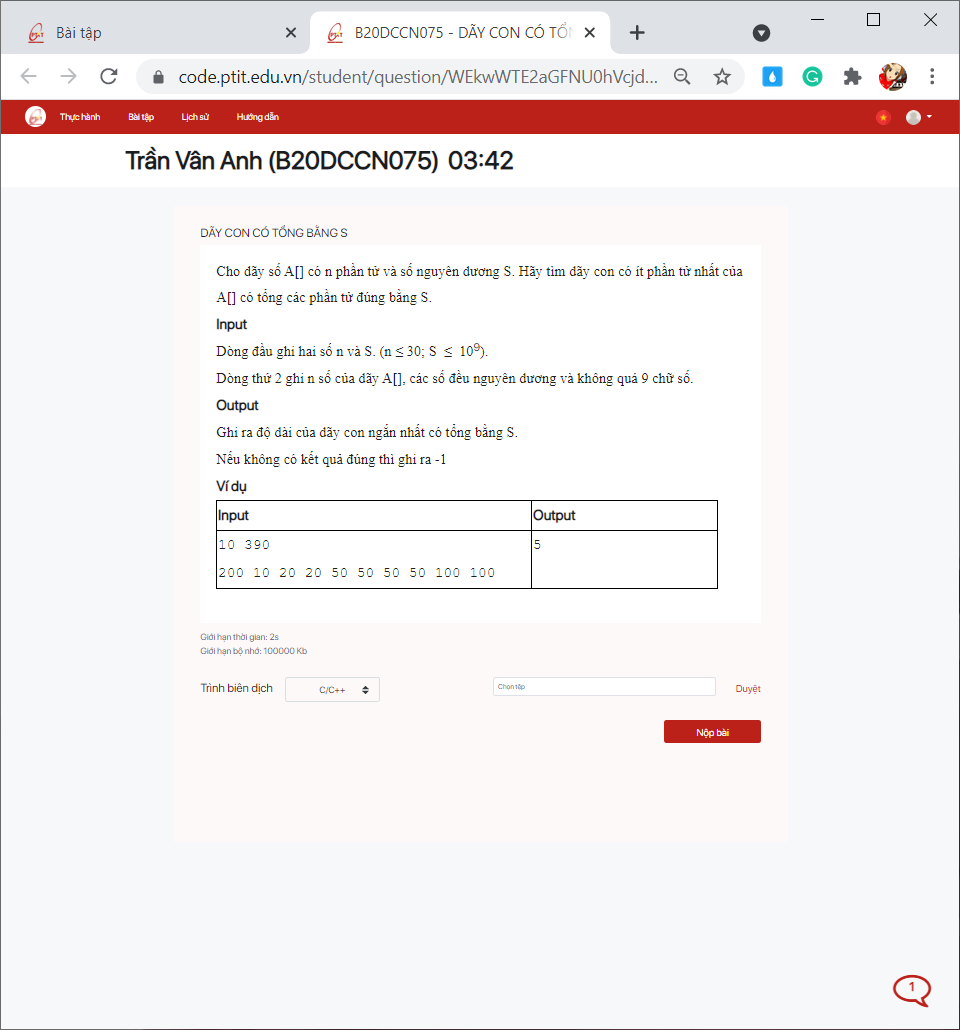 Bài tập
B20DCCN075 - DÃY CON CÓ TỔN
code.ptit.edu.vn/student/question/WEkwWTE2aGFNU0hVcjd...
Thực hành Bài tập Lịch sử Hướng dẫn
Trần Vân Anh (B20DCCN075) 03:42
DÃY CON CÓ TỔNG BẰNG S
Cho dãy số A[] có n phần tử và số nguyên dương S. Hãy tìm dãy con có ít phần tử nhất của
A[] có tổng các phần tử đúng bằng S.
Input
Dòng đầu ghi hai số n và S. (n ≤ 30; S ≤ 10⁹).
Dòng thứ 2 ghi n số của dãy A[], các số đều nguyên dương và không quá 9 chữ số.
Output
Ghi ra độ dài của dãy con ngắn nhất có tổng bằng S.
Nếu không có kết quả đúng thì ghi ra -1
Ví dụ
Input Output
10 390 5
200 10 20 20 50 50 50 50 100 100
Giới hạn thời gian: 2s
Giới hạn bộ nhớ: 100000 Kb
Trình biên dịch C/C++ Chọn tệp Duyệt
Nộp bài
1